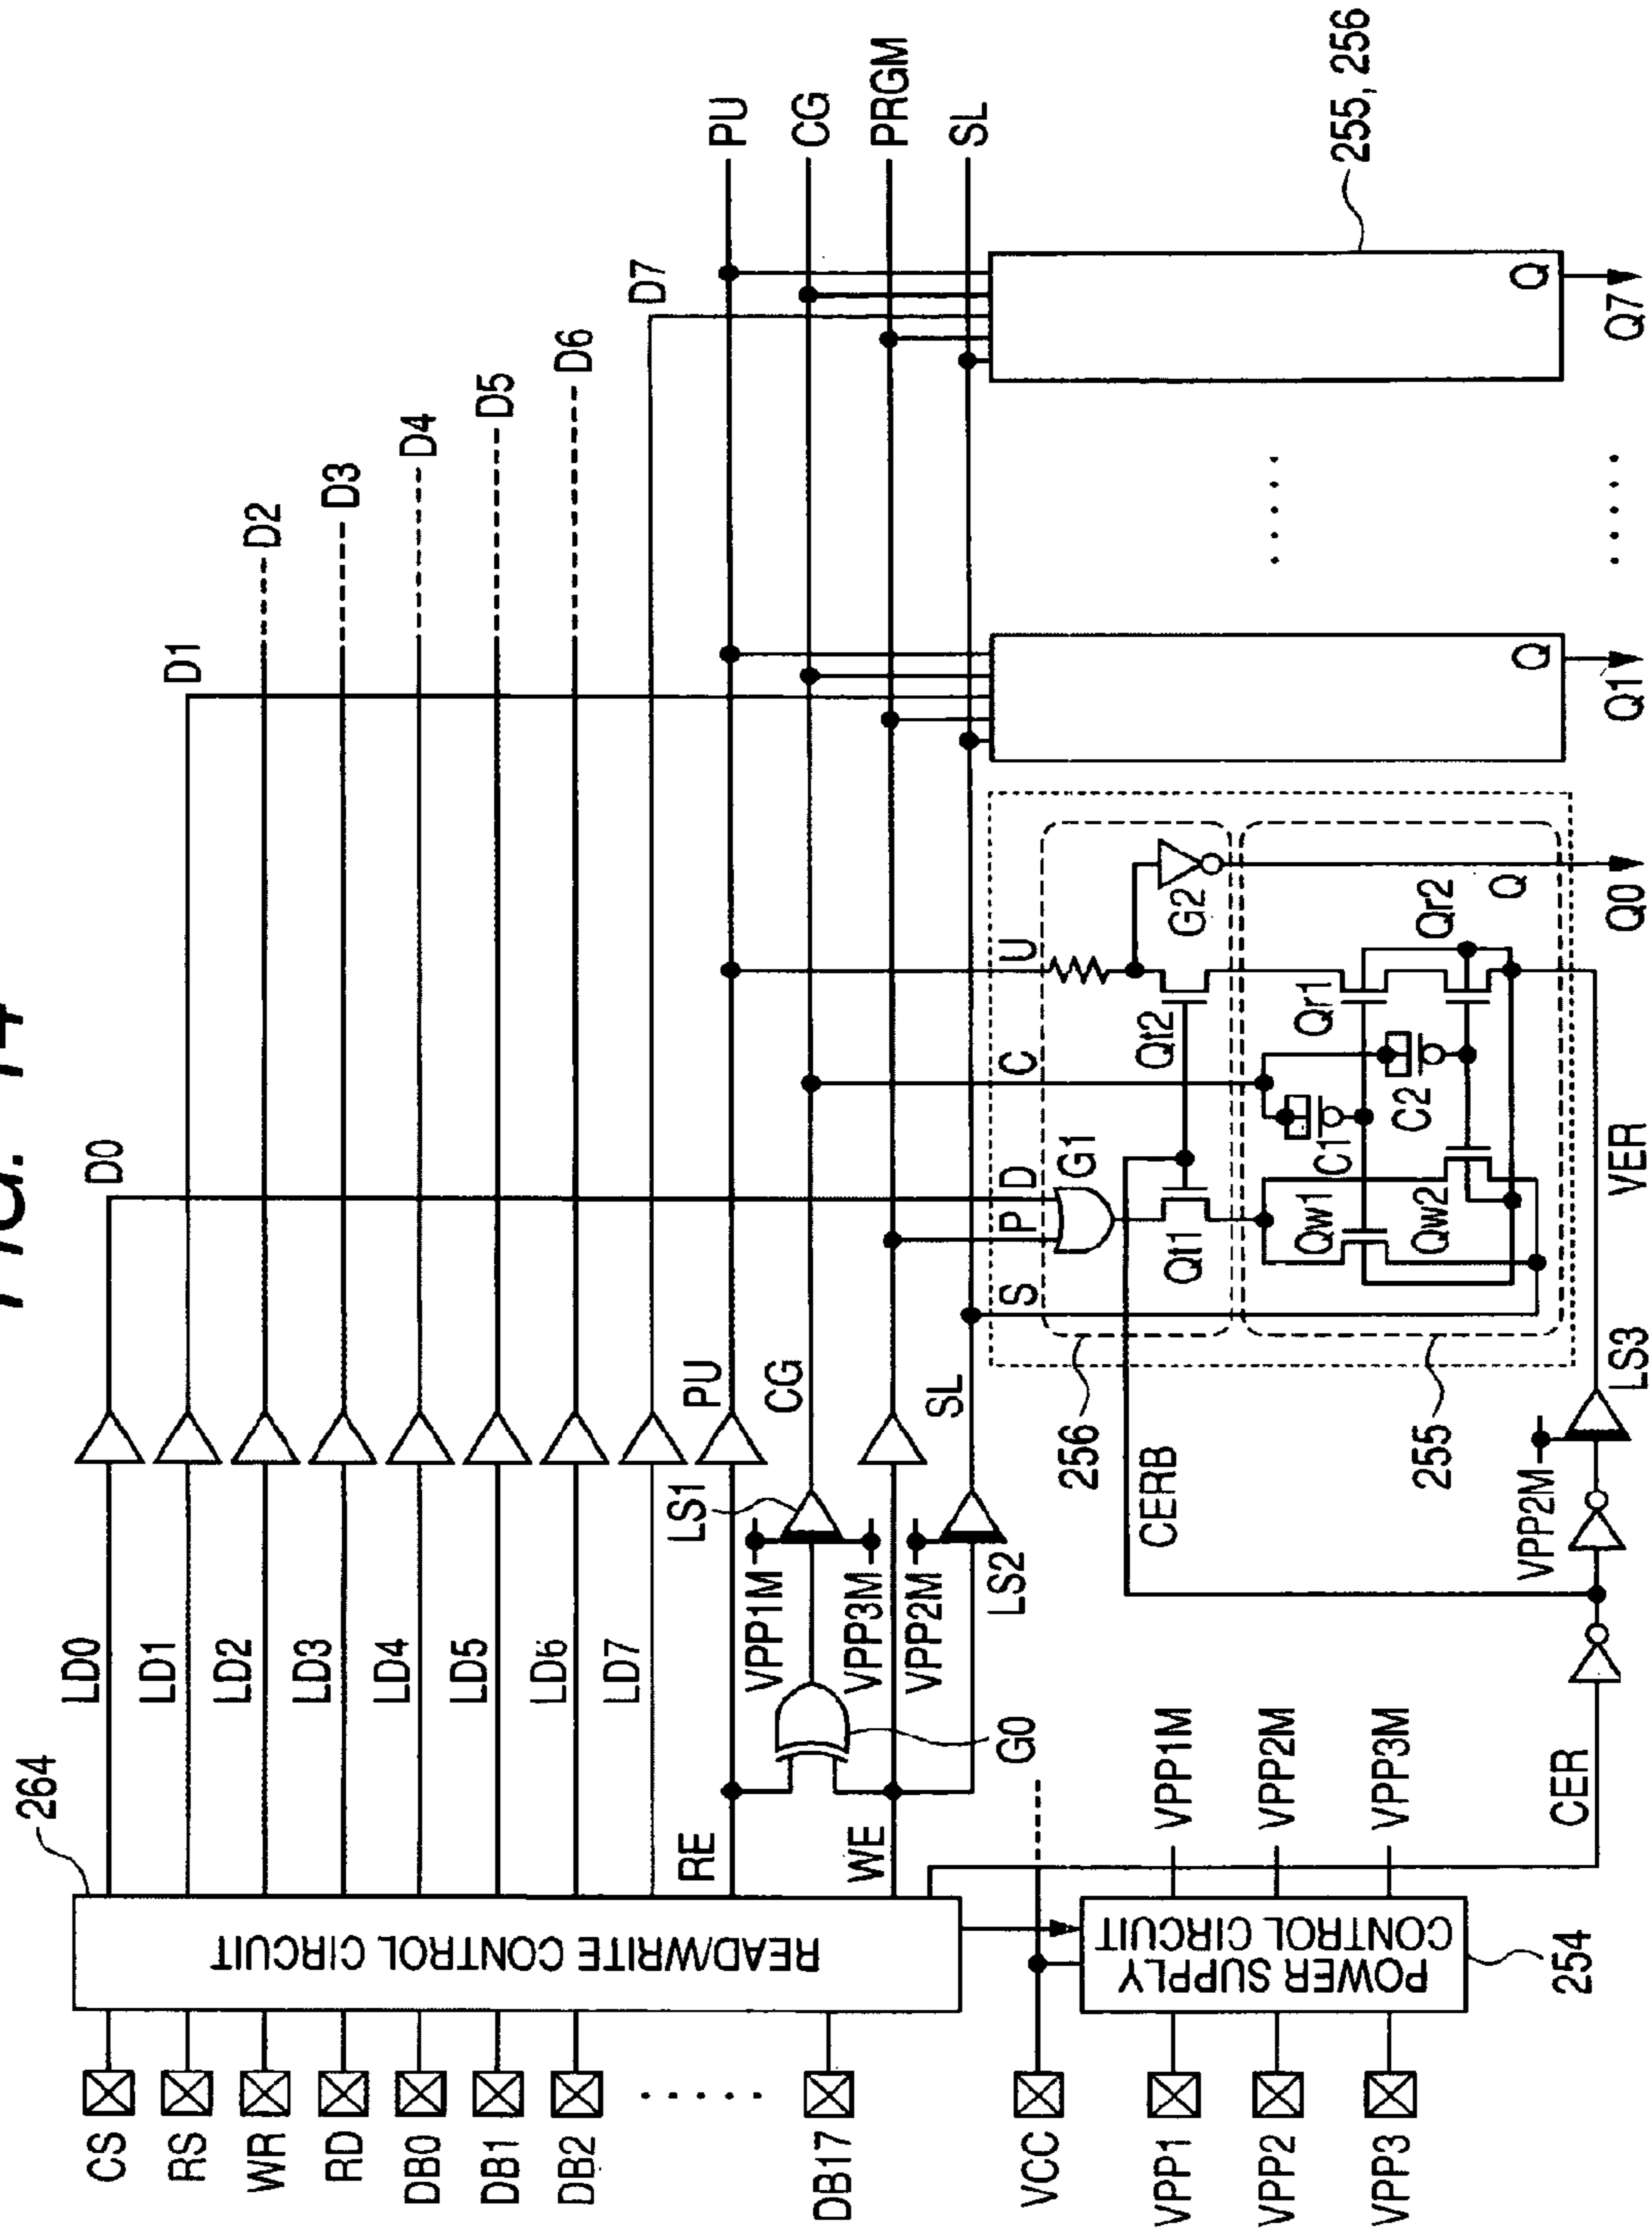 FIG. 14
264
CS
RS
WR
RD
DB0
DB1
DB2
DB17
VCC
VPP1
VPP2
VPP3
READ/WRITE CONTROL CIRCUIT
POWER SUPPLY
CONTROL CIRCUIT
254
LD0
LD1
LD2
LD3
LD4
LD5
LD6
LD7
RE
WE
G0
VPP1M
VPP2M
VPP3M
CER
LS1
VPP1M
VPP3M
VPP2M
LS2
PU
CG
SL
CERB
VPP2M
LS3
VER
D0
D1
D2
D3
D4
D5
D6
D7
PU
CG
PRGM
SL
256
255
S
P
D
C
U
G1
Qt1
Qt2
G2
Qw1
Qw2
C1
C2
Qr1
Qr2
Q
Q0
Q
Q1
Q
Q7
255, 256